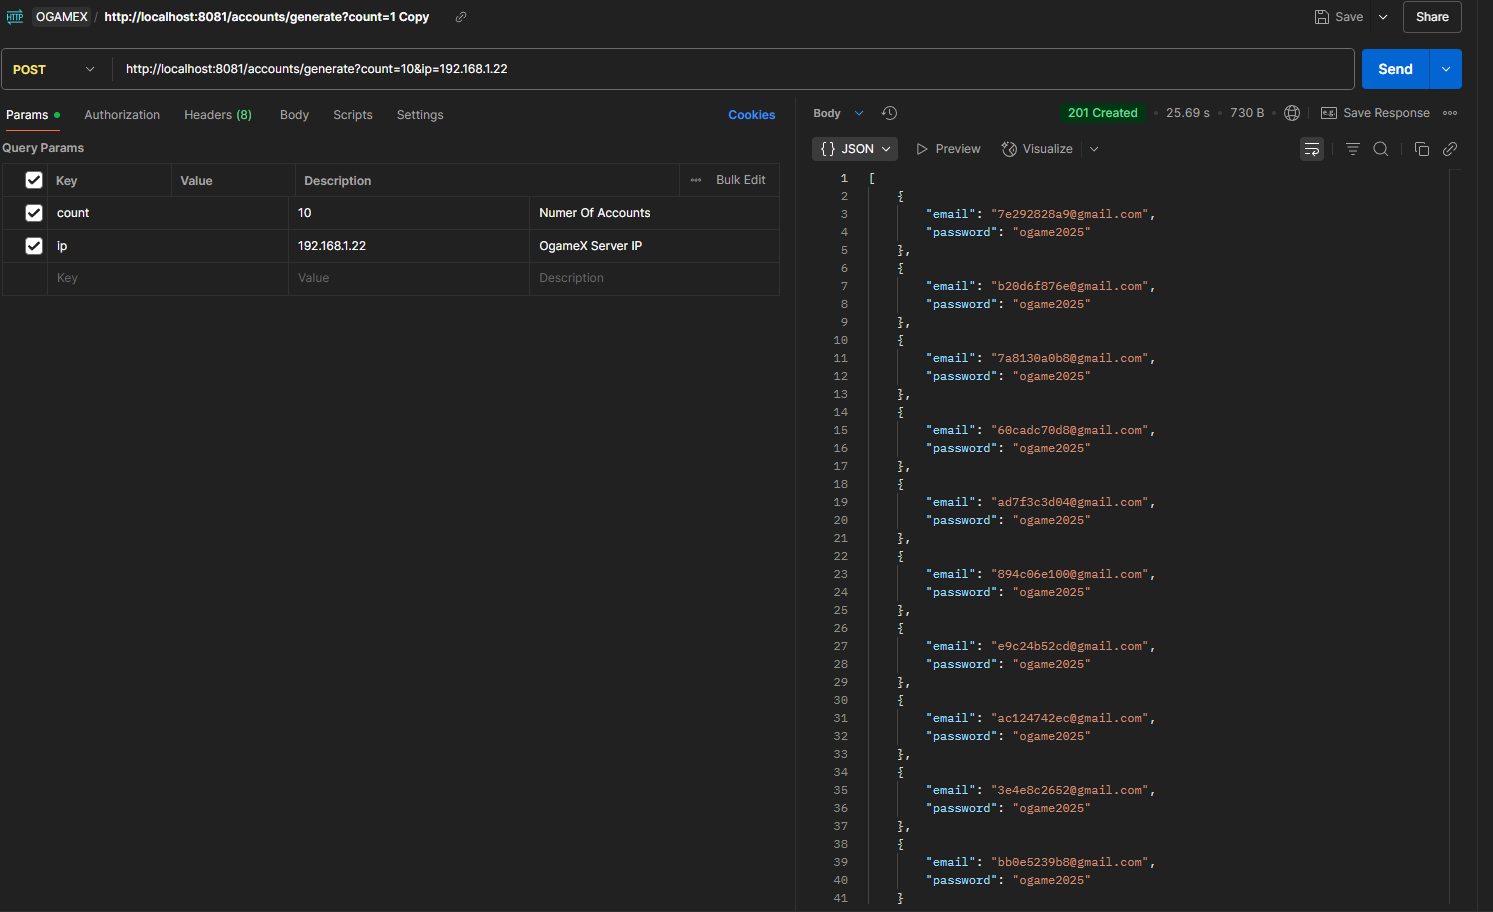 HTTP OGAMEX / http://localhost:8081/accounts/generate?count=1 Copy
Save
Share
POST
http://localhost:8081/accounts/generate?count=10&ip=192.168.1.22
Send
Params
Authorization
Headers (8)
Body
Scripts
Settings
Cookies
Query Params
Key Value Description ••• Bulk Edit
count 10 Numer Of Accounts
ip 192.168.1.22 OgameX Server IP
Key Value Description
Body
201 Created • 25.69 s • 730 B •
e.g. Save Response •••
{} JSON
Preview
Visualize
1 [
2 {
3 "email": "7e292828a9@gmail.com",
4 "password": "ogame2025"
5 },
6 {
7 "email": "b20d6f876e@gmail.com",
8 "password": "ogame2025"
9 },
10 {
11 "email": "7a8130a0b8@gmail.com",
12 "password": "ogame2025"
13 },
14 {
15 "email": "60cadc70d8@gmail.com",
16 "password": "ogame2025"
17 },
18 {
19 "email": "ad7f3c3d04@gmail.com",
20 "password": "ogame2025"
21 },
22 {
23 "email": "894c06e100@gmail.com",
24 "password": "ogame2025"
25 },
26 {
27 "email": "e9c24b52cd@gmail.com",
28 "password": "ogame2025"
29 },
30 {
31 "email": "ac124742ec@gmail.com",
32 "password": "ogame2025"
33 },
34 {
35 "email": "3e4e8c2652@gmail.com",
36 "password": "ogame2025"
37 },
38 {
39 "email": "bb0e5239b8@gmail.com",
40 "password": "ogame2025"
41 }